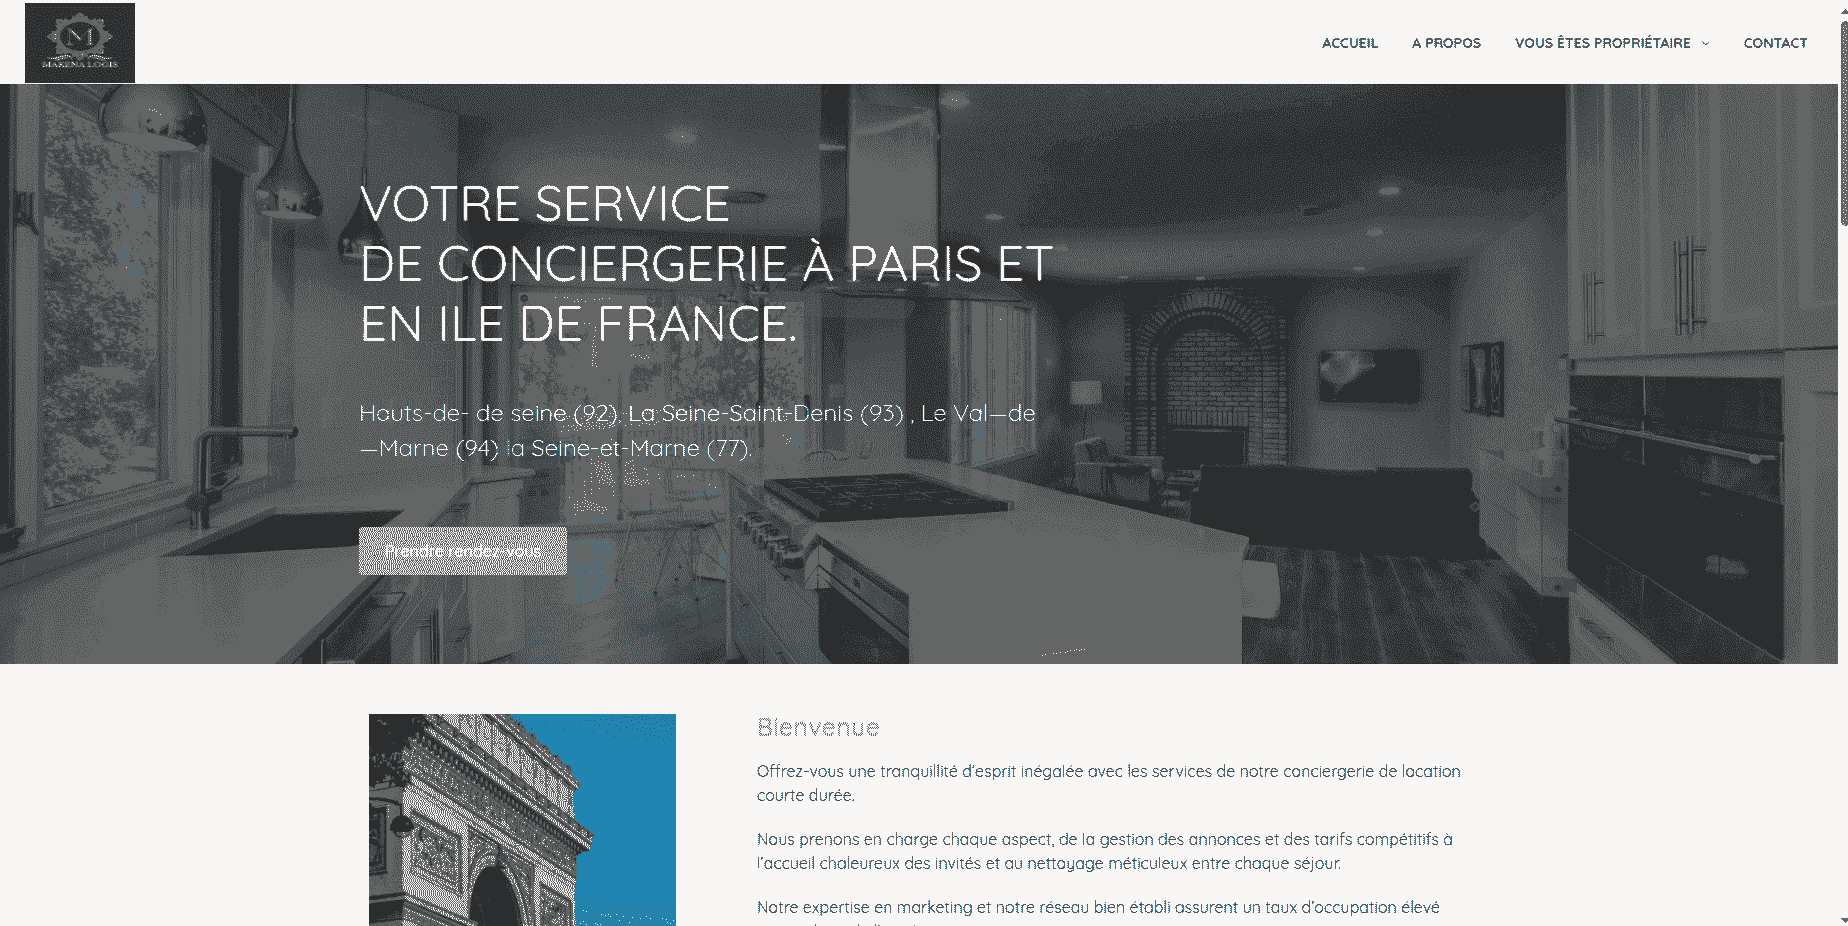 M
MAKENA LOGIS
ACCUEIL
A PROPOS
VOUS ÊTES PROPRIÉTAIRE
CONTACT
VOTRE SERVICE
DE CONCIERGERIE À PARIS ET
EN ILE DE FRANCE.
Hauts-de- de seine (92), La Seine-Saint-Denis (93) , Le Val—de
—Marne (94) la Seine-et-Marne (77).
Prendre rendez-vous
Bienvenue
Offrez-vous une tranquillité d'esprit inégalée avec les services de notre conciergerie de location
courte durée.
Nous prenons en charge chaque aspect, de la gestion des annonces et des tarifs compétitifs à
l'accueil chaleureux des invités et au nettoyage méticuleux entre chaque séjour.
Notre expertise en marketing et notre réseau bien établi assurent un taux d'occupation élevé